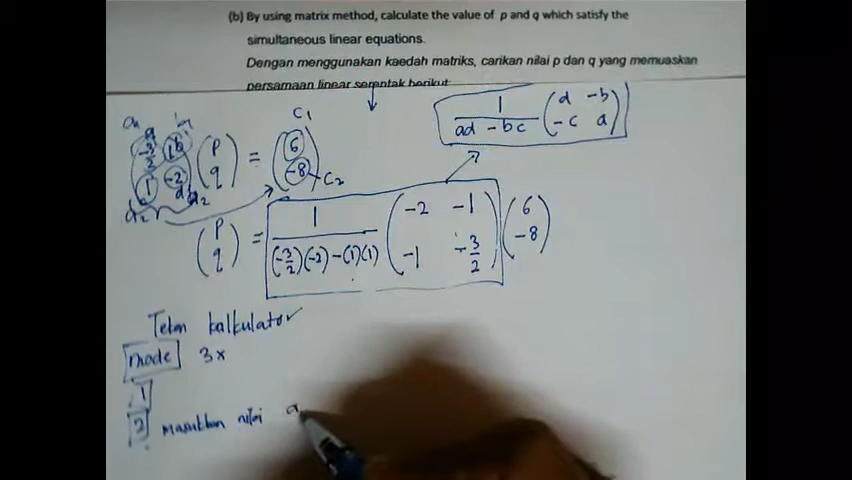 (b) By using matrix method, calculate the value of p and q which satisfy the
simultaneous linear equations.
Dengan menggunakan kaedah matriks, carikan nilai p dan q yang memuaskan
persamaan linear serentak berikut:
1/(ad - bc) (d -b ; -c a)
C1
(-3/2 1 ; 1 -2) (p ; q) = (6 ; -8) C2
a b
a2 b2
(p ; q) = 1/((-3/2)(-2) - (1)(1)) (-2 -1 ; -1 -3/2) (6 ; -8)
Tekan kalkulator ✓
mode 3x
1
2 masukkan nilai a